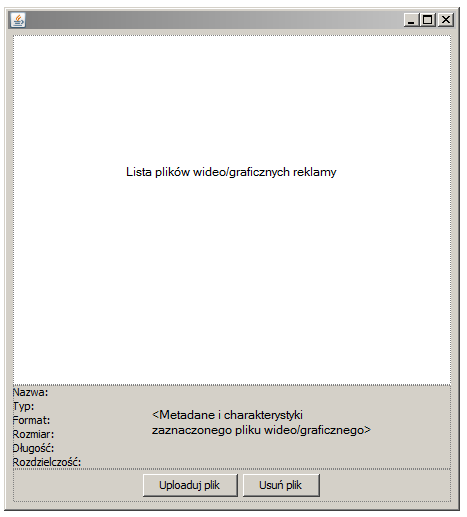 Lista plików wideo/graficznych reklamy
Nazwa:
Typ:
Format:
Rozmiar:
Długość:
Rozdzielczość:
<Metadane i charakterystyki
zaznaczonego pliku wideo/graficznego>
Uploaduj plik
Usuń plik